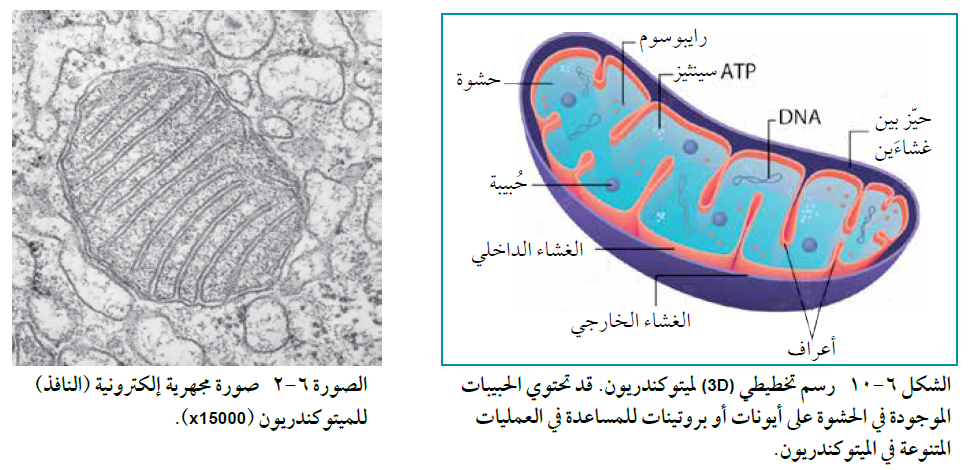 رايبوسوم
ATP سينثيز
حشوة
DNA
حيّز بين
غشاءَين
حُبيبة
الغشاء الداخلي
الغشاء الخارجي
أعراف
الشكل ٦-١٠ رسم تخطيطي (3D) لميتوكندريون. قد تحتوي الحبيبات
الموجودة في الحشوة على أيونات أو بروتينات للمساعدة في العمليات
المتنوعة في الميتوكندريون.
الصورة ٦-٢ صورة مجهرية إلكترونية (النافذ)
للميتوكندريون (x15000).